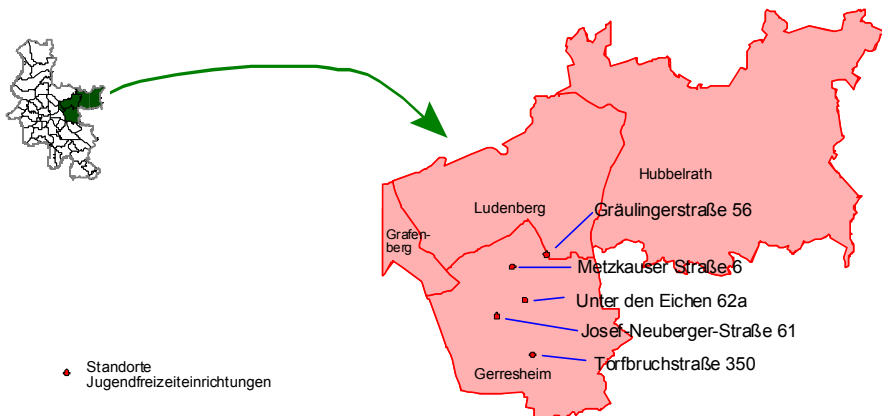 Hubbelrath
Ludenberg
Gräulingerstraße 56
Grafen-
berg
Metzkauser Straße 6
Unter den Eichen 62a
Josef-Neuberger-Straße 61
Torfbruchstraße 350
Gerresheim
Standorte
Jugendfreizeiteinrichtungen